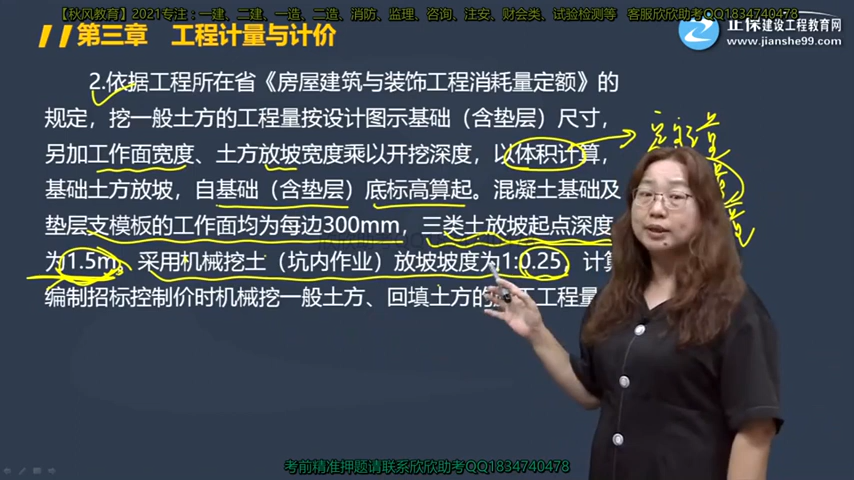 【秋风教育】2021专注：一建、二建、一造、二造、消防、监理、咨询、注安、财会类、试验检测等 客服欣欣助考QQ1834740478
第三章 工程计量与计价
正保建设工程教育网
www.jianshe99.com
2.依据工程所在省《房屋建筑与装饰工程消耗量定额》的
规定，挖一般土方的工程量按设计图示基础（含垫层）尺寸，
另加工作面宽度、土方放坡宽度乘以开挖深度，以体积计算，
基础土方放坡，自基础（含垫层）底标高算起。混凝土基础及
垫层支模板的工作面均为每边300mm，三类土放坡起点深度
为1.5m，采用机械挖土（坑内作业）放坡坡度为1:0.25，计算
编制招标控制价时机械挖一般土方、回填土方的 工程量
考前精准押题请联系欣欣助考QQ1834740478